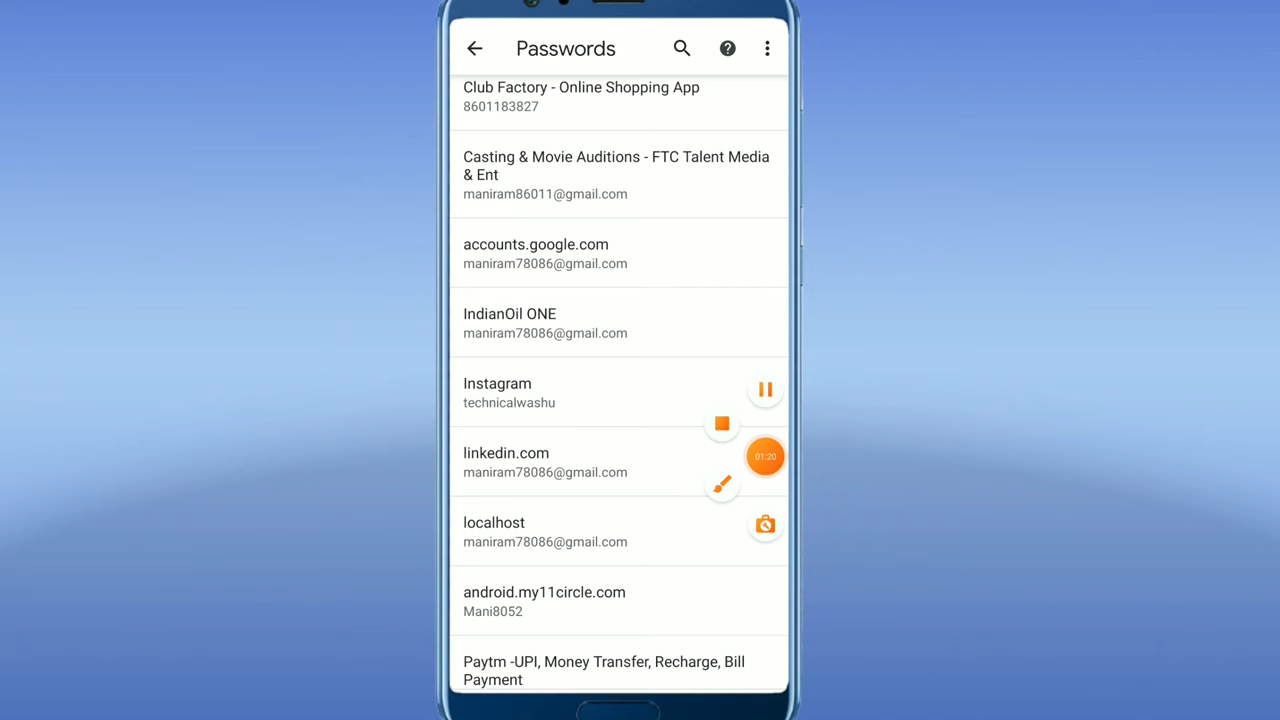 Passwords
Club Factory - Online Shopping App
8601183827
Casting & Movie Auditions - FTC Talent Media
& Ent
maniram86011@gmail.com
accounts.google.com
maniram78086@gmail.com
IndianOil ONE
maniram78086@gmail.com
Instagram
technicalwashu
linkedin.com
maniram78086@gmail.com
01:20
localhost
maniram78086@gmail.com
android.my11circle.com
Mani8052
Paytm -UPI, Money Transfer, Recharge, Bill
Payment